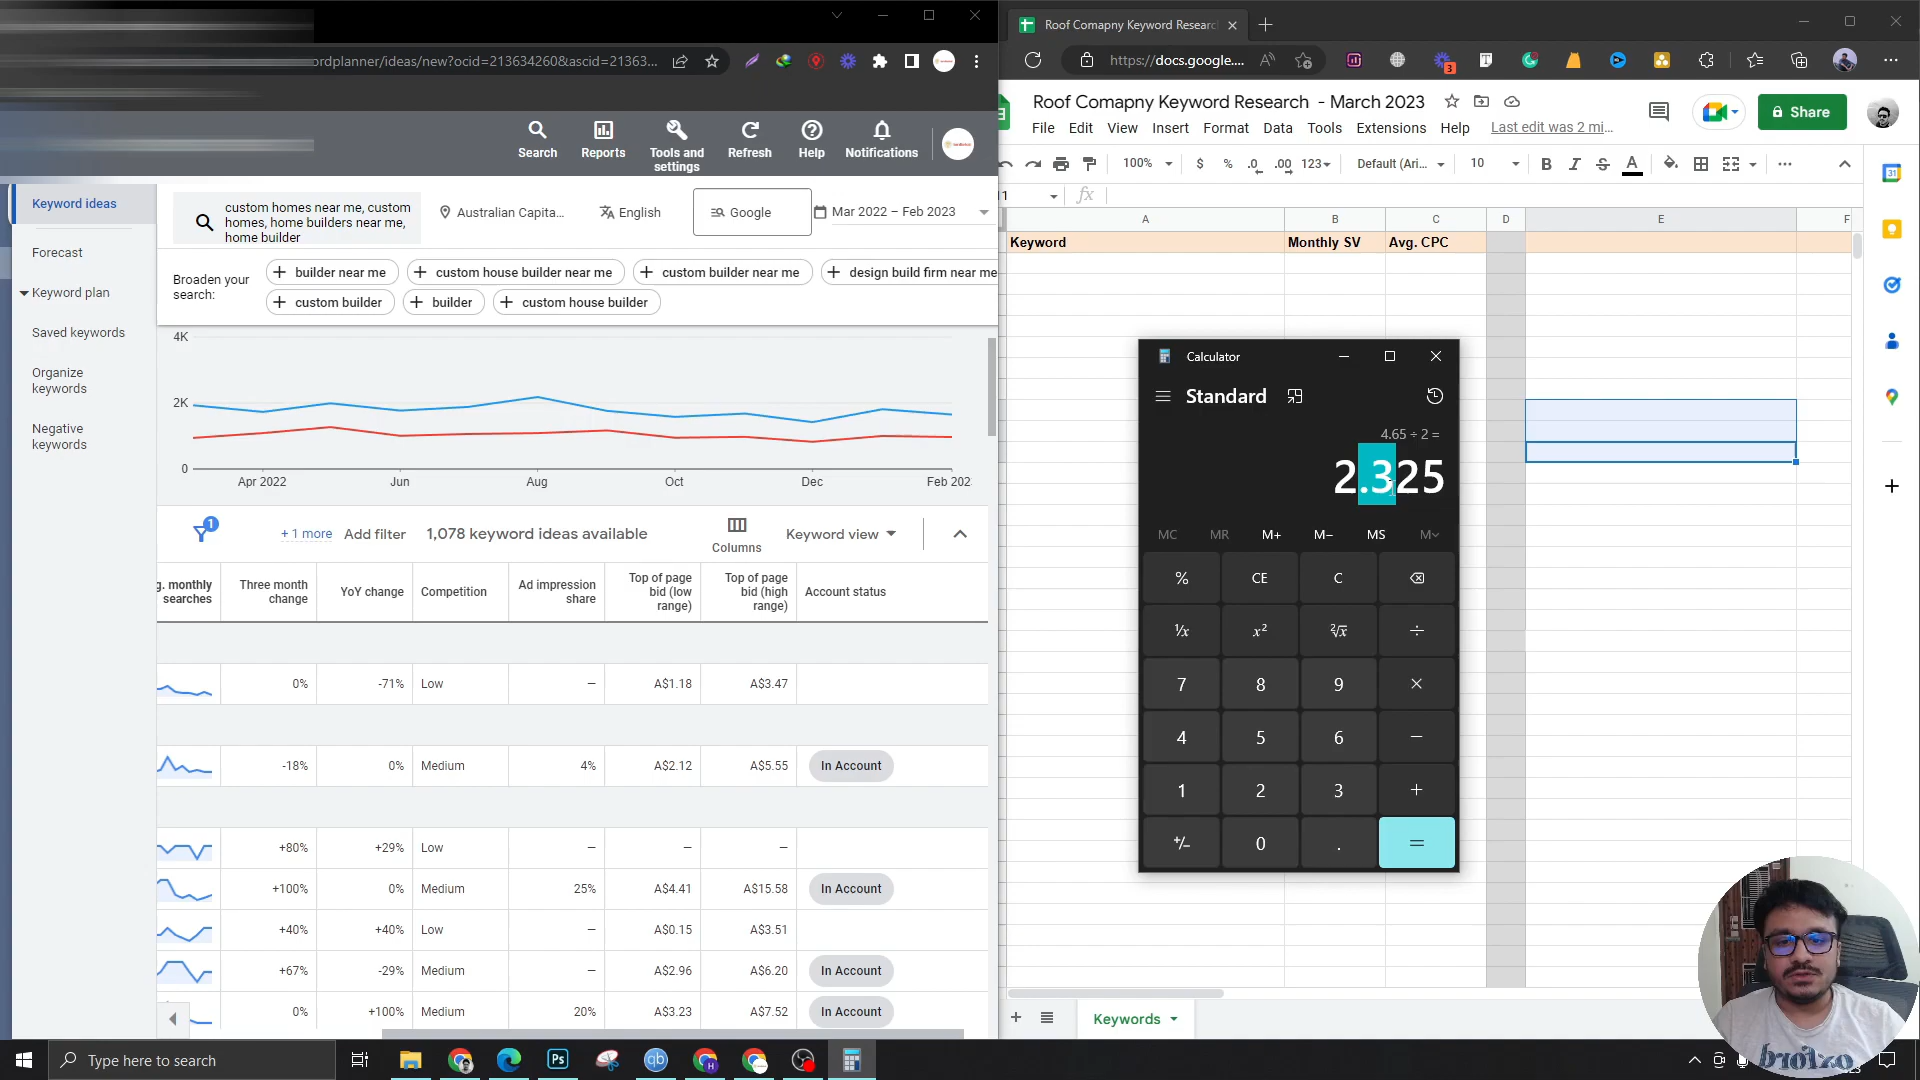 Roof Comapny Keyword Researc
ordplanner/ideas/new?ocid=213634260&ascid=21363...
https://docs.google....
3
Roof Comapny Keyword Research - March 2023
Share
File Edit View Insert Format Data Tools Extensions Help Last edit was 2 mi...
Search
Reports
Tools and settings
Refresh
Help
Notifications
100%
$ % .0 .00 123
Default (Ari...
10
B I S A
31
fx
A B C D E F
Keyword Monthly SV Avg. CPC
Keyword ideas
Forecast
Keyword plan
Saved keywords
Organize
keywords
Negative
keywords
custom homes near me, custom
homes, home builders near me,
home builder
Australian Capita...
English
Google
Mar 2022 – Feb 2023
Broaden your
search:
builder near me
custom house builder near me
custom builder near me
design build firm near me
custom builder
builder
custom house builder
4K
2K
0
Apr 2022 Jun Aug Oct Dec Feb 202
1
+ 1 more
Add filter
1,078 keyword ideas available
Columns
Keyword view
g. monthly
searches
Three month
change
YoY change
Competition
Ad impression
share
Top of page
bid (low
range)
Top of page
bid (high
range)
Account status
0% -71% Low – A$1.18 A$3.47
-18% 0% Medium 4% A$2.12 A$5.55 In Account
+80% +29% Low – – –
+100% 0% Medium 25% A$4.41 A$15.58 In Account
+40% +40% Low – A$0.15 A$3.51
+67% -29% Medium – A$2.96 A$6.20 In Account
0% +100% Medium 20% A$3.23 A$7.52 In Account
Calculator
Standard
4.65 ÷ 2 =
2.325
MC MR M+ M− MS M
% CE C
¹/x x² ²√x ÷
7 8 9 ×
4 5 6 −
1 2 3 +
+/− 0 . =
Keywords
Type here to search
Ps
qb
H